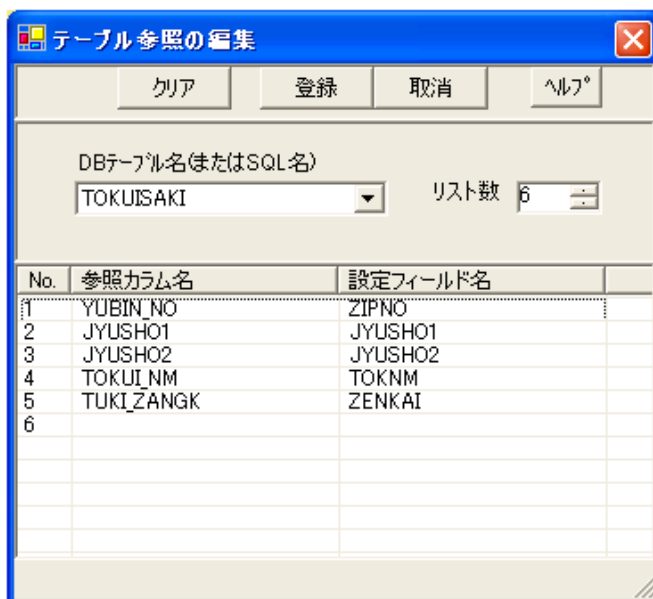 テーブル参照の編集
クリア 登録 取消 ﾍﾙﾌﾟ
DBﾃｰﾌﾞﾙ名(またはSQL名)
TOKUISAKI リスト数 6
No. 参照カラム名 設定フィールド名
1 YUBIN_NO ZIPNO
2 JYUSHO1 JYUSHO1
3 JYUSHO2 JYUSHO2
4 TOKUI_NM TOKNM
5 TUKI_ZANGK ZENKAI
6